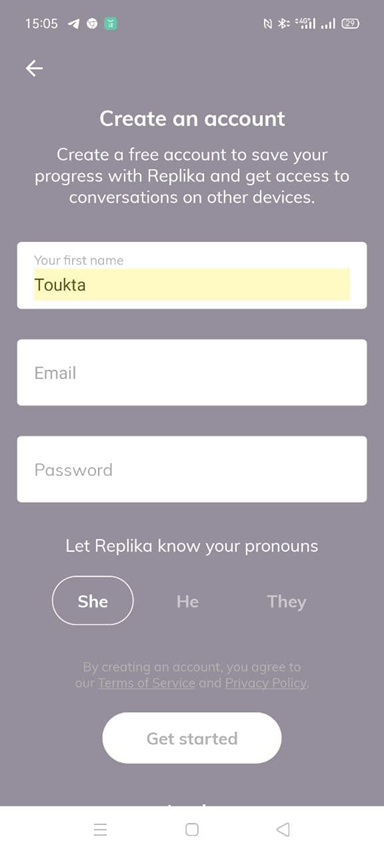 15:05
4G
29
Create an account
Create a free account to save your
progress with Replika and get access to
conversations on other devices.
Your first name
Toukta
Email
Password
Let Replika know your pronouns
She He They
By creating an account, you agree to
our Terms of Service and Privacy Policy.
Get started